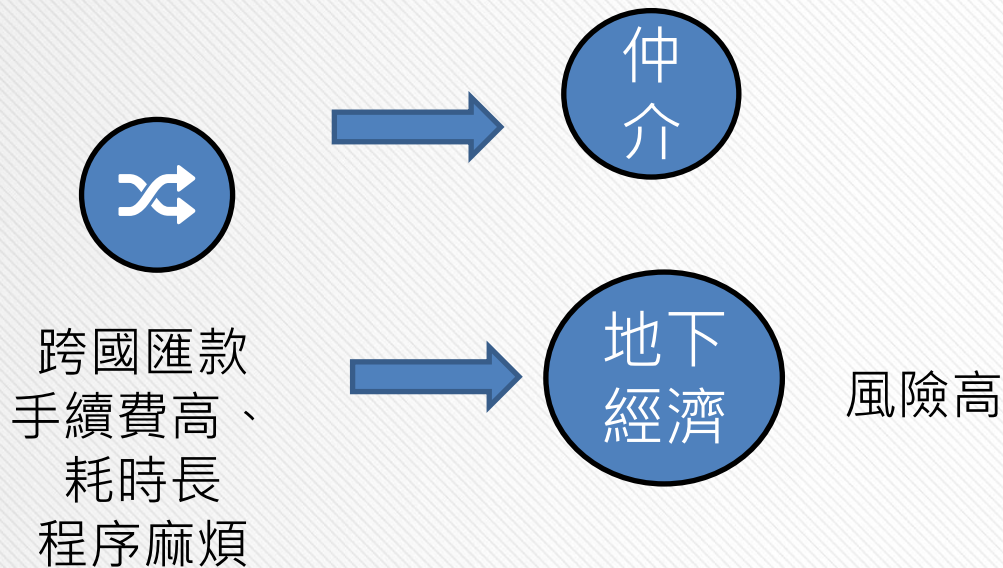 仲
介
跨國匯款
手續費高、
耗時長
程序麻煩
地下
經濟
風險高